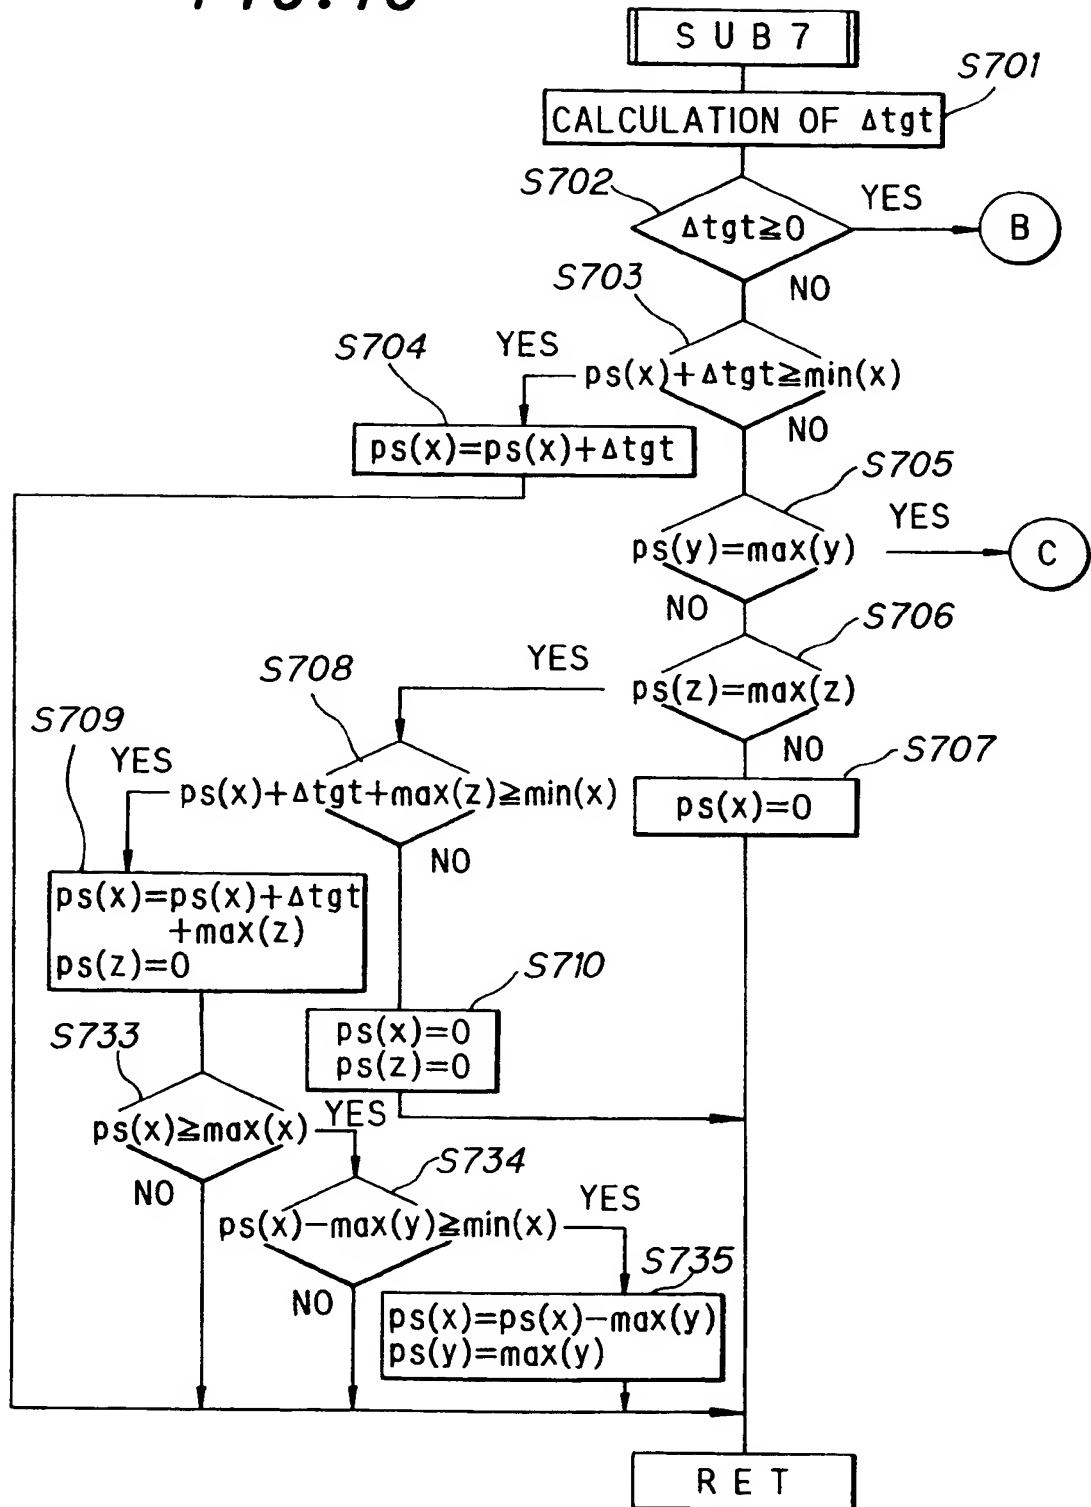 SUB7
S701
CALCULATION OF Δtgt
S702
Δtgt≧0
YES
B
NO
S703
ps(x)+Δtgt≧min(x)
YES
S704
ps(x)=ps(x)+Δtgt
NO
S705
ps(y)=max(y)
YES
C
NO
S706
ps(z)=max(z)
YES
NO
S707
ps(x)=0
S708
ps(x)+Δtgt+max(z)≧min(x)
YES
NO
S709
ps(x)=ps(x)+Δtgt
+max(z)
ps(z)=0
S710
ps(x)=0
ps(z)=0
S733
ps(x)≧max(x)
YES
NO
S734
ps(x)-max(y)≧min(x)
YES
NO
S735
ps(x)=ps(x)-max(y)
ps(y)=max(y)
RET